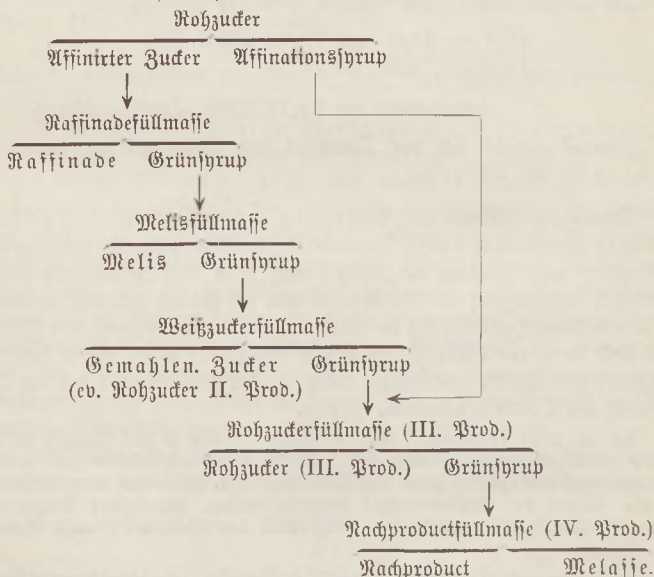 Rohzucker
Affinirter Zucker Affinationssyrup
Raffinadefüllmasse
Raffinade Grünsyrup
Melisfüllmasse
Melis Grünsyrup
Weißzuckerfüllmasse
Gemahlen. Zucker Grünsyrup
(ev. Rohzucker II. Prod.)
Rohzuckerfüllmasse (III. Prod.)
Rohzucker (III. Prod.) Grünsyrup
Nachproductfüllmasse (IV. Prod.)
Nachproduct Melasse.